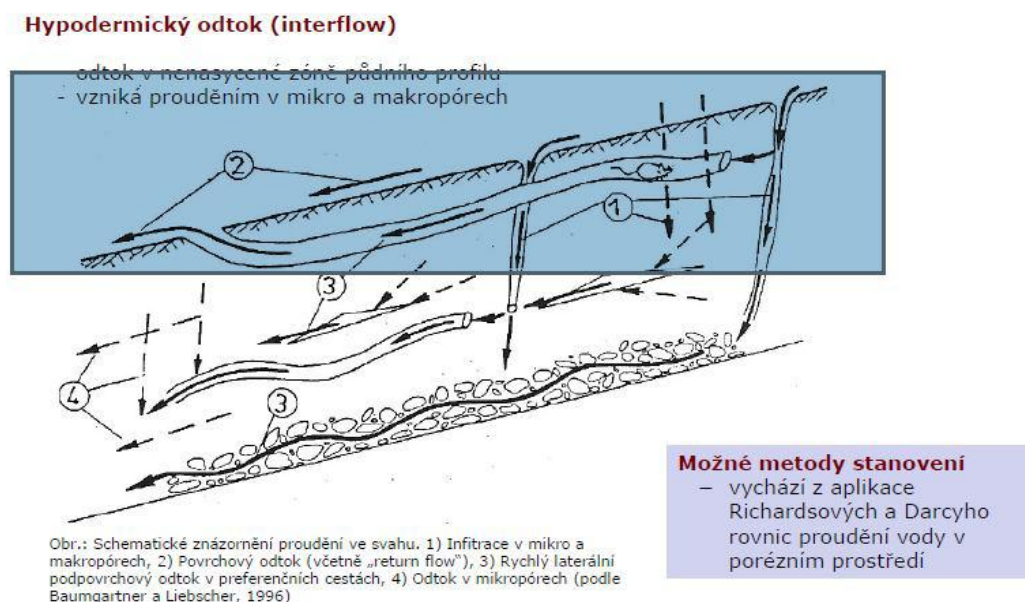 Hypodermický odtok (interflow)
odtok v nenasycené zóně půdního profilu
- vzniká prouděním v mikro a makropórech
2
1
3
4
3
Možné metody stanovení
– vychází z aplikace
Richardsových a Darcyho
rovnic proudění vody v
porézním prostředí
Obr.: Schematické znázornění proudění ve svahu. 1) Infitrace v mikro a
makropórech, 2) Povrchový odtok (včetně „return flow"), 3) Rychlý laterální
podpovrchový odtok v preferenčních cestách, 4) Odtok v mikropórech (podle
Baumgartner a Liebscher, 1996)